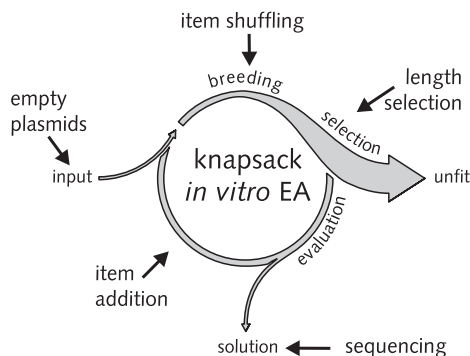 item shuffling
breeding
length
selection
selection
empty
plasmids
input
knapsack
in vitro EA
unfit
evaluation
item
addition
solution
sequencing